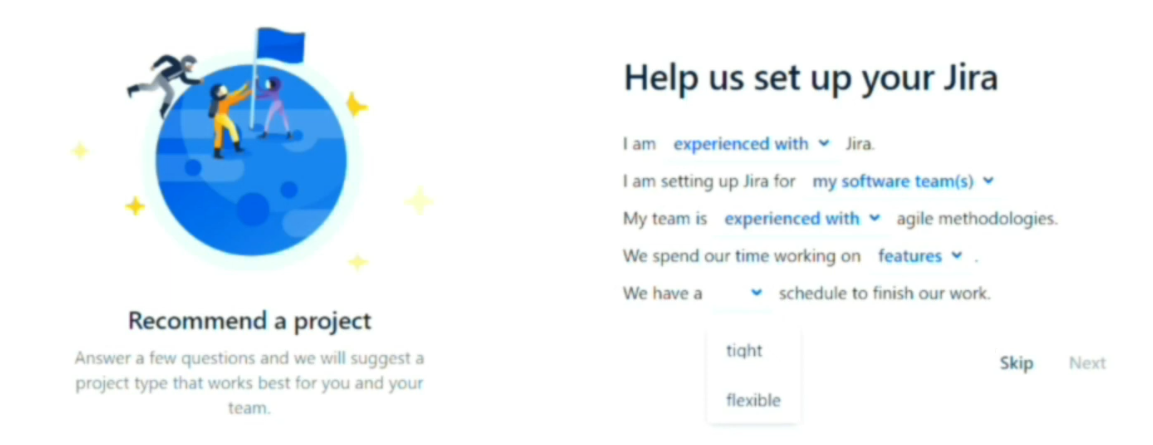 Recommend a project
Answer a few questions and we will suggest a
project type that works best for you and your
team.
Help us set up your Jira
I am experienced with Jira.
I am setting up Jira for my software team(s)
My team is experienced with agile methodologies.
We spend our time working on features .
We have a schedule to finish our work.
tight
flexible
Skip Next